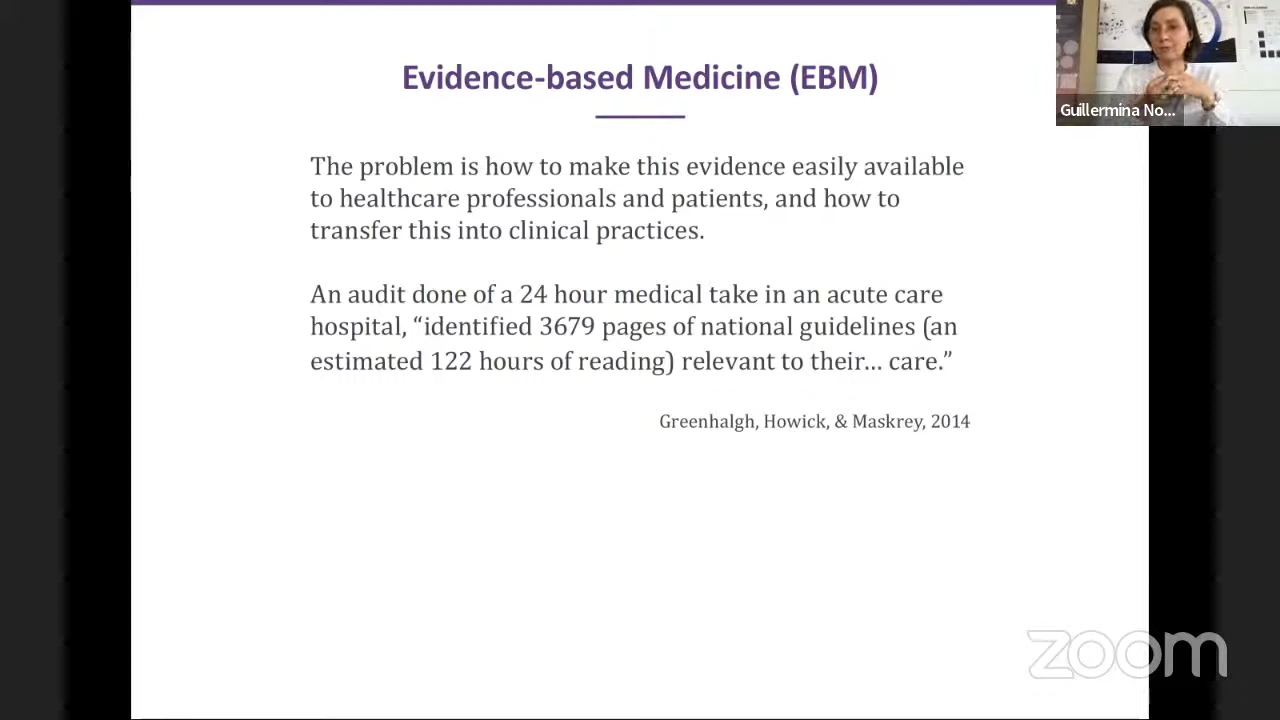 Evidence-based Medicine (EBM)
Guillermina No...
The problem is how to make this evidence easily available
to healthcare professionals and patients, and how to
transfer this into clinical practices.
An audit done of a 24 hour medical take in an acute care
hospital, “identified 3679 pages of national guidelines (an
estimated 122 hours of reading) relevant to their... care.”
Greenhalgh, Howick, & Maskrey, 2014
zoom